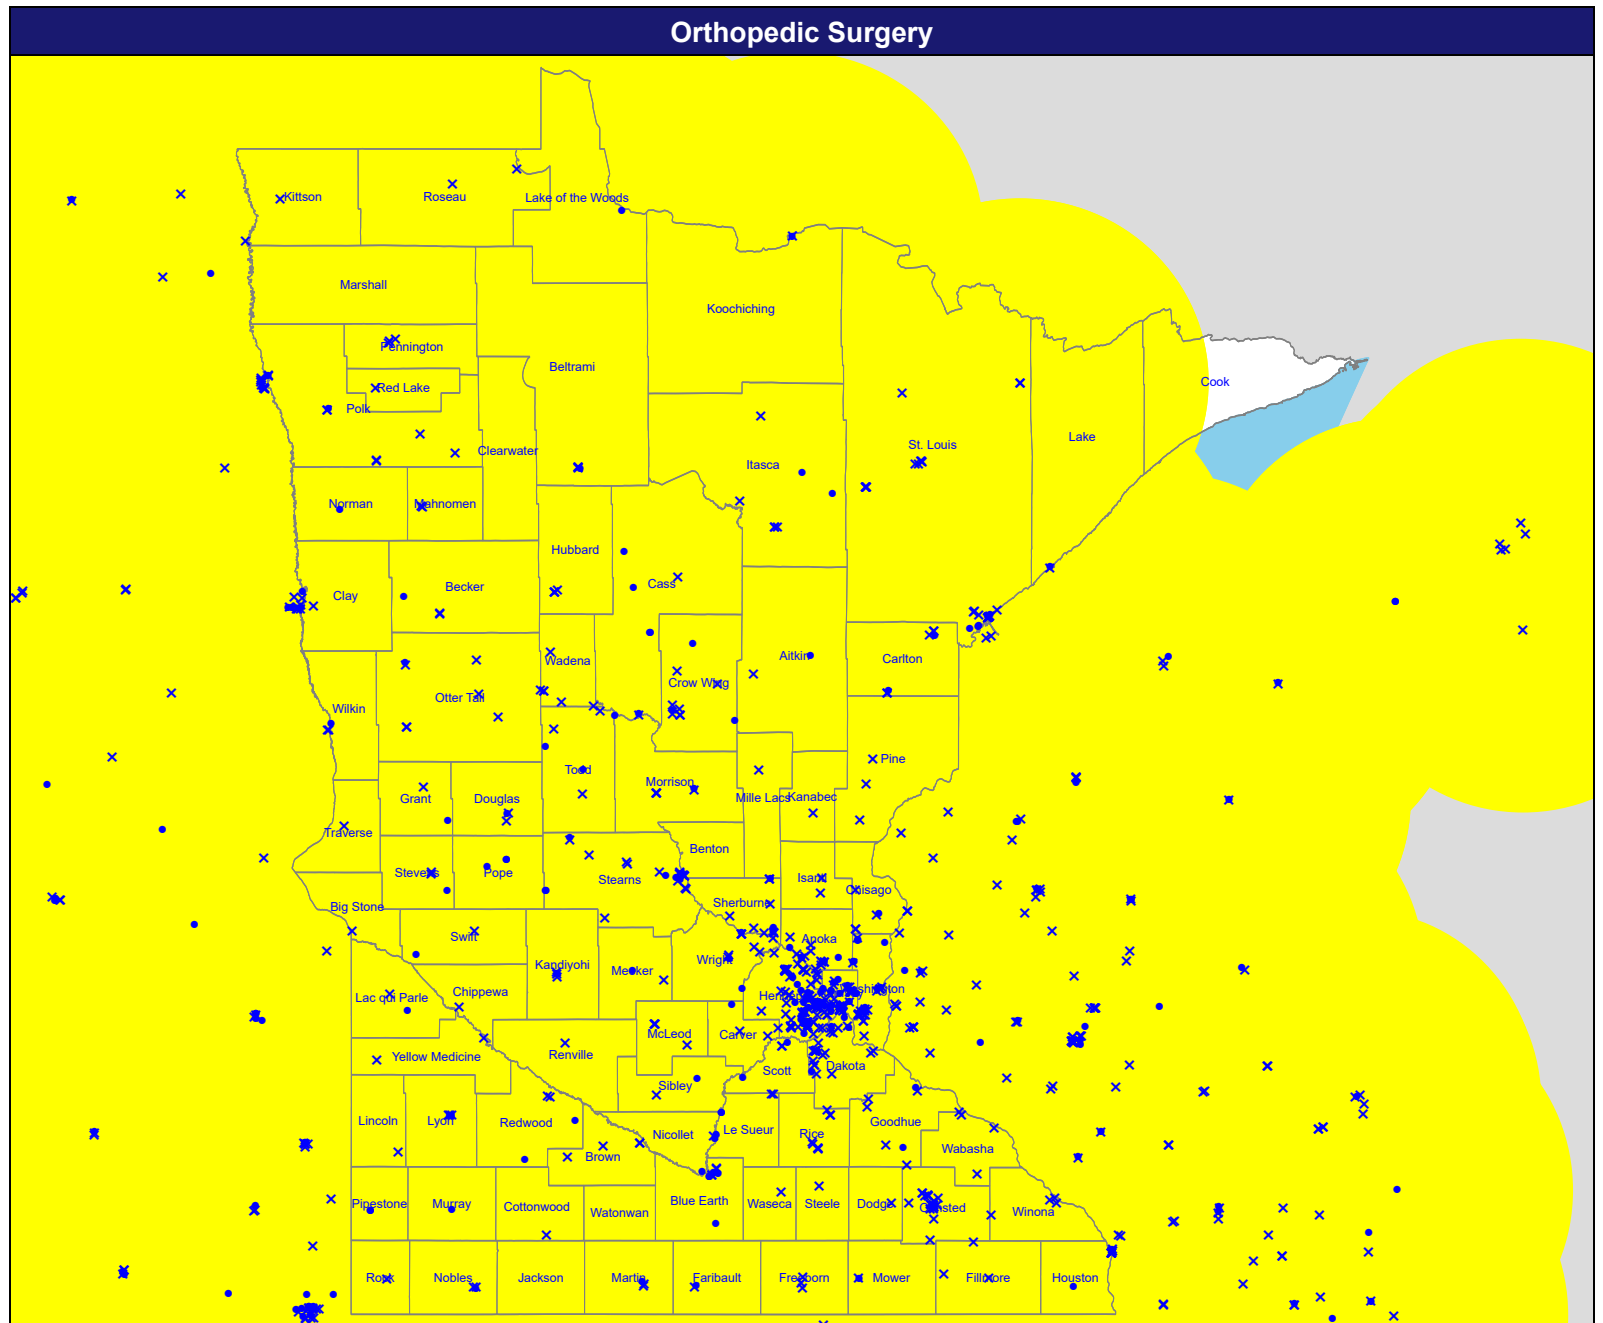 Orthopedic Surgery
Kittson
Roseau
Lake of the Woods
Marshall
Koochiching
Pennington
Beltrami
Red Lake
Cook
Polk
Clearwater
Lake
St. Louis
Itasca
Norman
Mahnomen
Hubbard
Cass
Becker
Clay
Wadena
Aitkin
Carlton
Crow Wing
Otter Tail
Wilkin
Pine
Todd
Morrison
Grant
Douglas
Mille Lacs
Kanabec
Traverse
Benton
Stevens
Pope
Stearns
Isanti
Chisago
Sherburne
Big Stone
Swift
Anoka
Wright
Kandiyohi
Meeker
Washington
Chippewa
Lac qui Parle
McLeod
Carver
Renville
Yellow Medicine
Dakota
Scott
Sibley
Lincoln
Lyon
Redwood
Goodhue
Le Sueur
Nicollet
Rice
Wabasha
Brown
Pipestone
Murray
Cottonwood
Watonwan
Blue Earth
Waseca
Steele
Dodge
Olmsted
Winona
Rock
Nobles
Jackson
Martin
Faribault
Freeborn
Mower
Fillmore
Houston